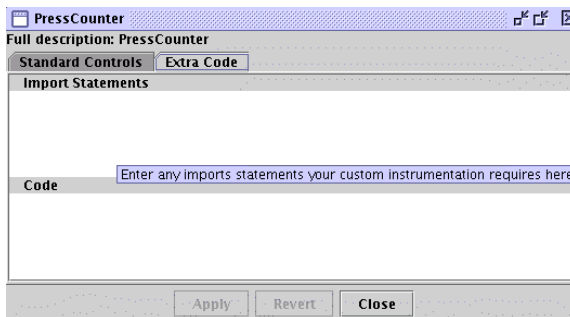 PressCounter
Full description: PressCounter
Standard Controls Extra Code
Import Statements
Enter any imports statements your custom instrumentation requires here
Code
Apply Revert Close